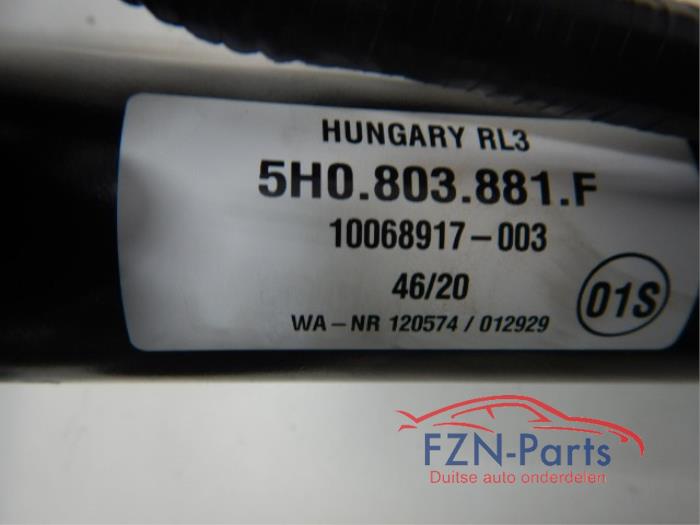 HUNGARY RL3
5H0.803.881.F
10068917-003
46/20
01S
WA-NR 120574 / 012929
FZN-Parts
Duitse auto onderdelen